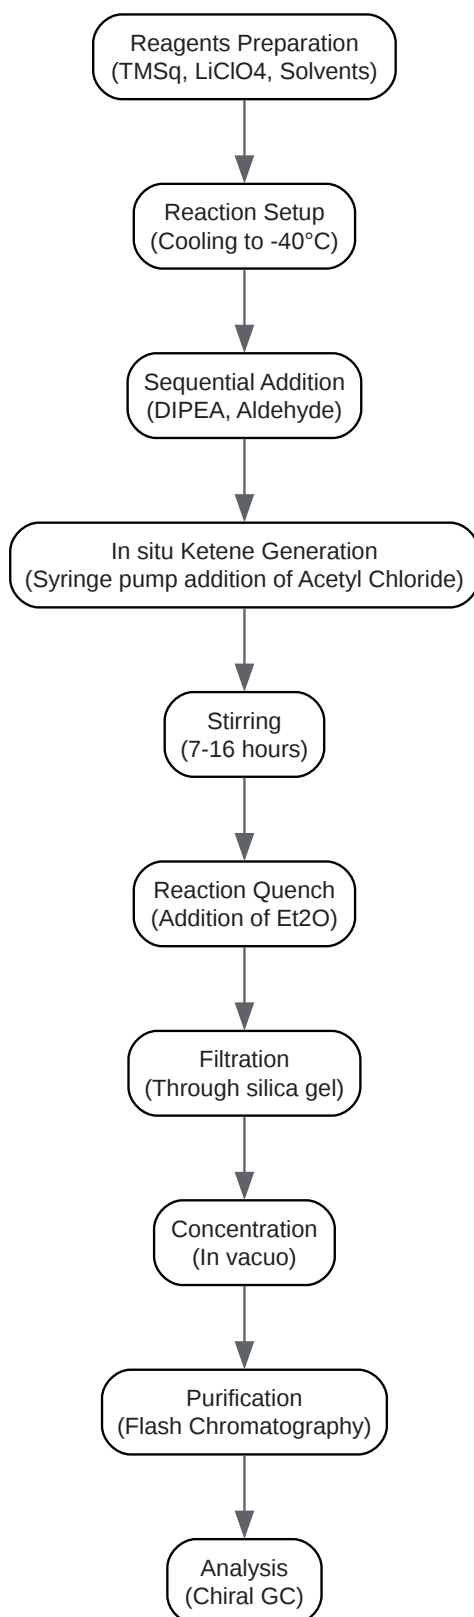 Reagents Preparation
(TMSq, LiClO4, Solvents)
Reaction Setup
(Cooling to -40°C)
Sequential Addition
(DIPEA, Aldehyde)
In situ Ketene Generation
(Syringe pump addition of Acetyl Chloride)
Stirring
(7-16 hours)
Reaction Quench
(Addition of Et2O)
Filtration
(Through silica gel)
Concentration
(In vacuo)
Purification
(Flash Chromatography)
Analysis
(Chiral GC)